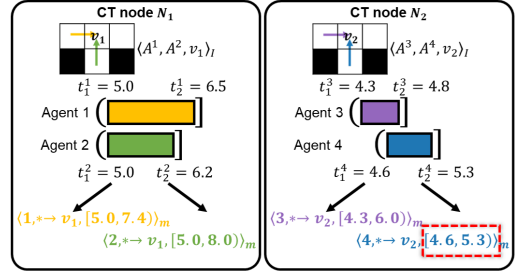 CT node N₁
v₁
⟨A¹, A², v₁⟩_I
t₁¹ = 5.0 t₂¹ = 6.5
Agent 1 ( ]
Agent 2 ( ]
t₁² = 5.0 t₂² = 6.2
⟨1,∗→ v₁, [5.0, 7.4)⟩ₘ
⟨2,∗→ v₁, [5.0, 8.0)⟩ₘ
CT node N₂
v₂
⟨A³, A⁴, v₂⟩_I
t₁³ = 4.3 t₂³ = 4.8
Agent 3 ( ]
Agent 4 ( ]
t₁⁴ = 4.6 t₂⁴ = 5.3
⟨3,∗→ v₂, [4.3, 6.0)⟩ₘ
⟨4,∗→ v₂, [4.6, 5.3)⟩ₘ